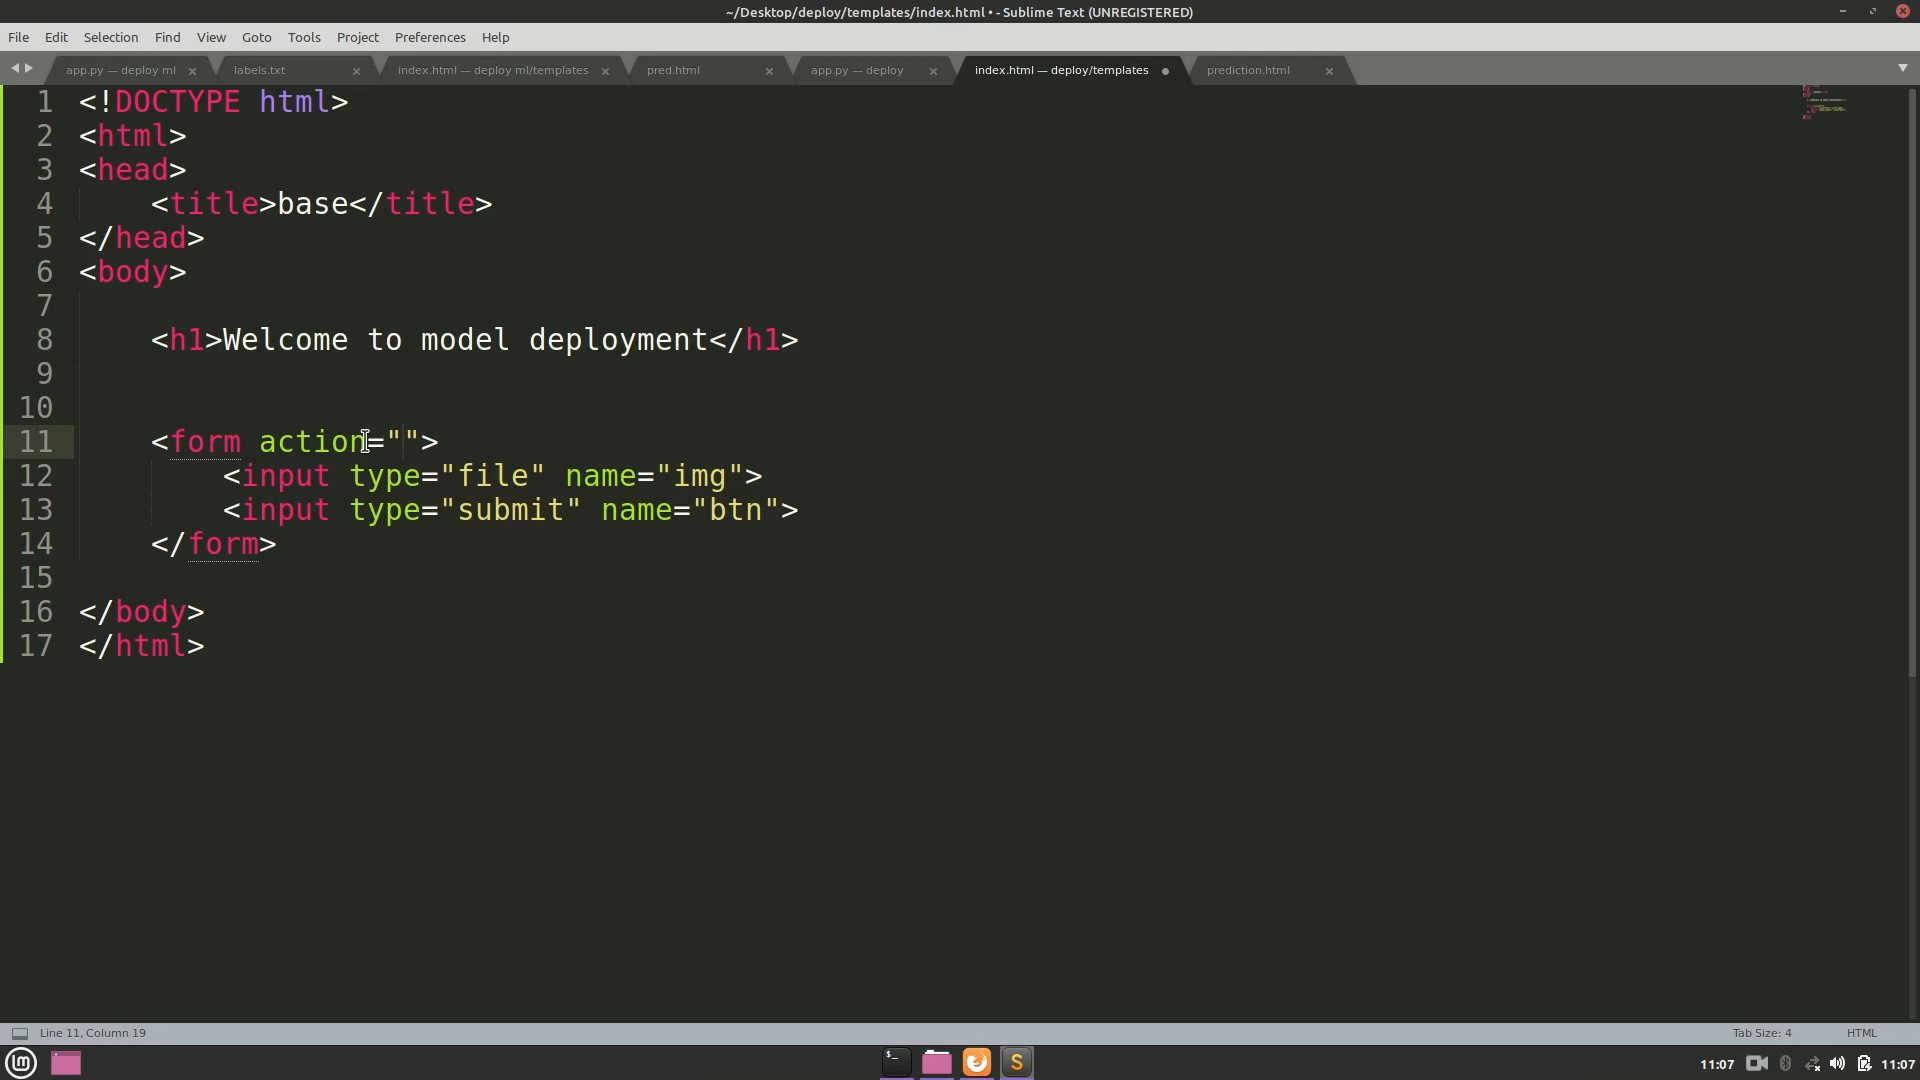 ~/Desktop/deploy/templates/index.html • - Sublime Text (UNREGISTERED)
File Edit Selection Find View Goto Tools Project Preferences Help
app.py — deploy ml labels.txt index.html — deploy ml/templates pred.html app.py — deploy index.html — deploy/templates prediction.html
1 <!DOCTYPE html>
2 <html>
3 <head>
4 <title>base</title>
5 </head>
6 <body>
7
8 <h1>Welcome to model deployment</h1>
9
10
11 <form action="">
12 <input type="file" name="img">
13 <input type="submit" name="btn">
14 </form>
15
16 </body>
17 </html>
Line 11, Column 19 Tab Size: 4 HTML
11:07 11:07